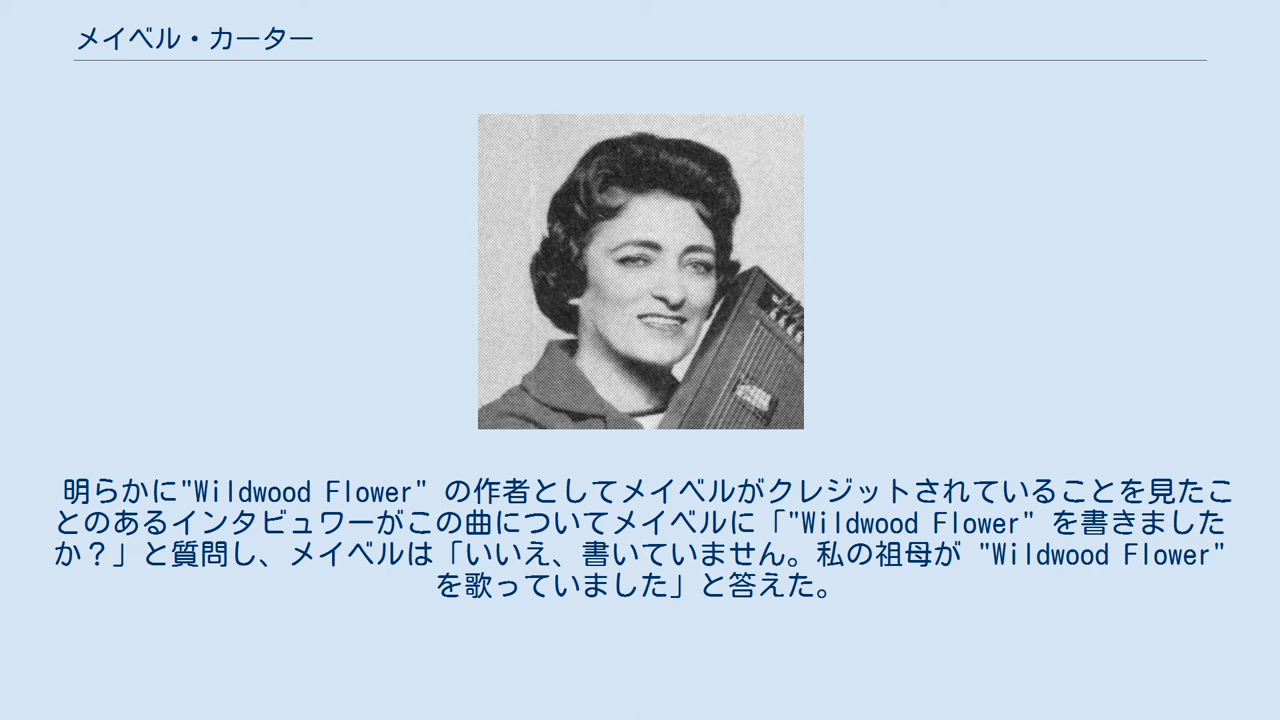 メイベル・カーター
明らかに"Wildwood Flower" の作者としてメイベルがクレジットされていることを見たこ
とのあるインタビュワーがこの曲についてメイベルに「"Wildwood Flower" を書きました
か？」と質問し、メイベルは「いいえ、書いていません。私の祖母が "Wildwood Flower"
を歌っていました」と答えた。